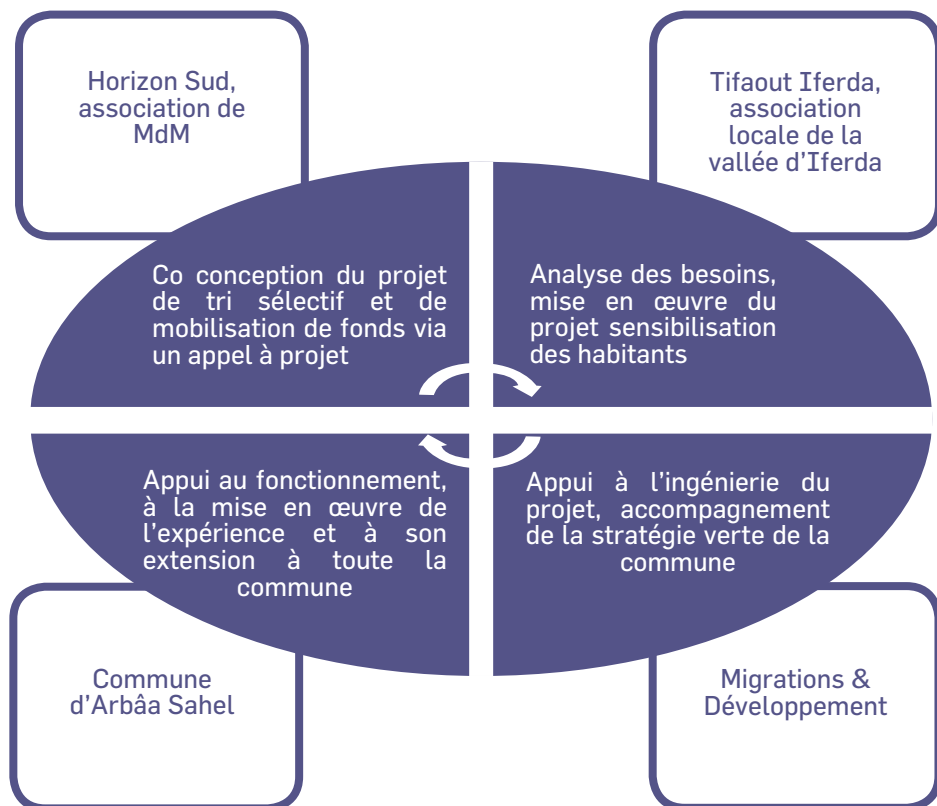 Horizon Sud,
association de
MdM
Tifaout Iferda,
association
locale de la
vallée d'Iferda
Co conception du projet
de tri sélectif et de
mobilisation de fonds via
un appel à projet
Analyse des besoins,
mise en œuvre du
projet sensibilisation
des habitants
Appui au fonctionnement,
à la mise en œuvre de
l'expérience et à son
extension à toute la
commune
Appui à l'ingénierie du
projet, accompagnement
de la stratégie verte de la
commune
Commune
d'Arbâa Sahel
Migrations &
Développement